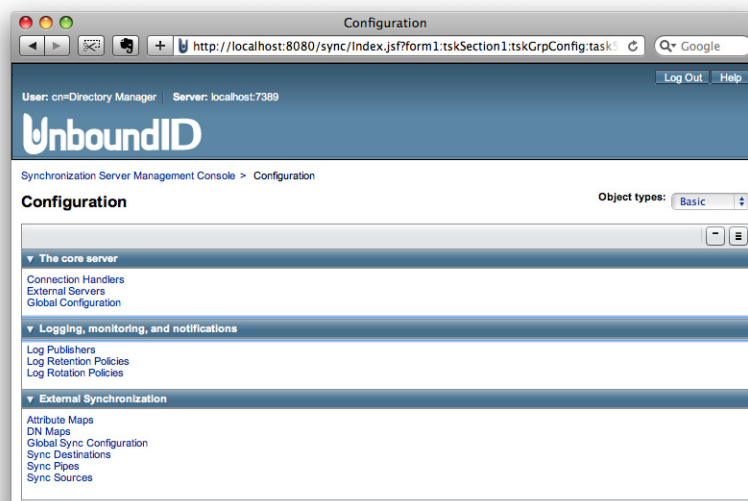 Configuration
http://localhost:8080/sync/Index.jsf?form1:tskSection1:tskGrpConfig:task
Google
Log Out Help
User: cn=Directory Manager Server: localhost:7389
UnboundID
Synchronization Server Management Console > Configuration
Configuration
Object types: Basic
The core server
Connection Handlers
External Servers
Global Configuration
Logging, monitoring, and notifications
Log Publishers
Log Retention Policies
Log Rotation Policies
External Synchronization
Attribute Maps
DN Maps
Global Sync Configuration
Sync Destinations
Sync Pipes
Sync Sources